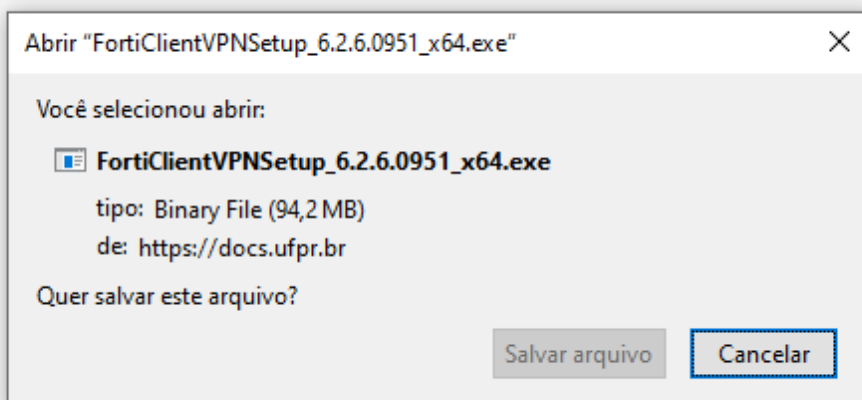 Abrir “FortiClientVPNSetup_6.2.6.0951_x64.exe”
Você selecionou abrir:
FortiClientVPNSetup_6.2.6.0951_x64.exe
tipo: Binary File (94,2 MB)
de: https://docs.ufpr.br
Quer salvar este arquivo?
Salvar arquivo Cancelar